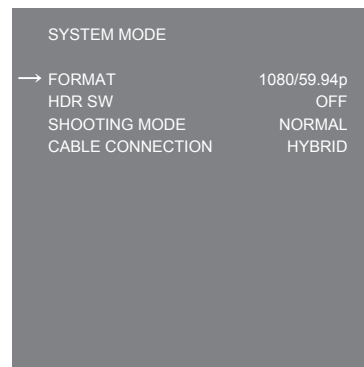 SYSTEM MODE
→ FORMAT 1080/59.94p
HDR SW OFF
SHOOTING MODE NORMAL
CABLE CONNECTION HYBRID